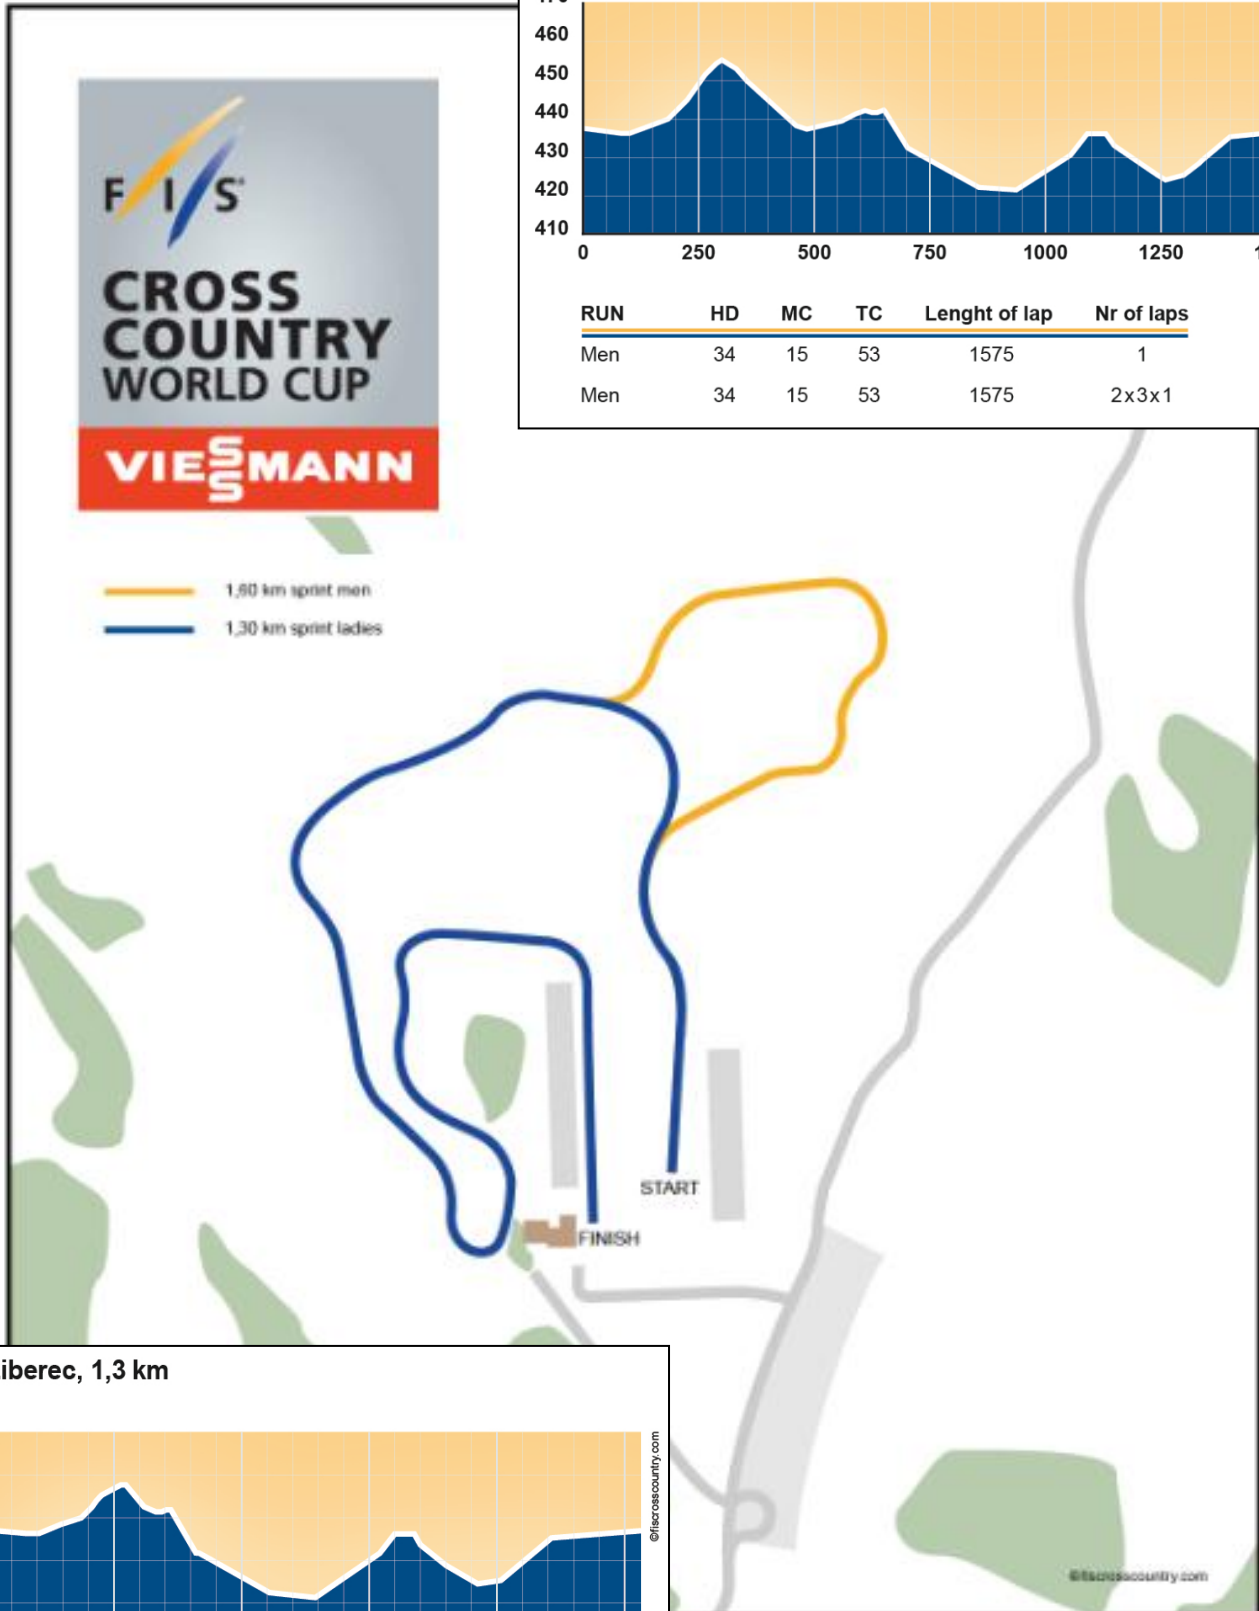 460
450
440
430
420
410
0 250 500 750 1000 1250
RUN HD MC TC Lenght of lap Nr of laps
Men 34 15 53 1575 1
Men 34 15 53 1575 2x3x1
F I S
CROSS
COUNTRY
WORLD CUP
VIESSMANN
1,60 km sprint men
1,30 km sprint ladies
START
FINISH
iberec, 1,3 km
©fiscrosscountry.com
©fiscrosscountry.com